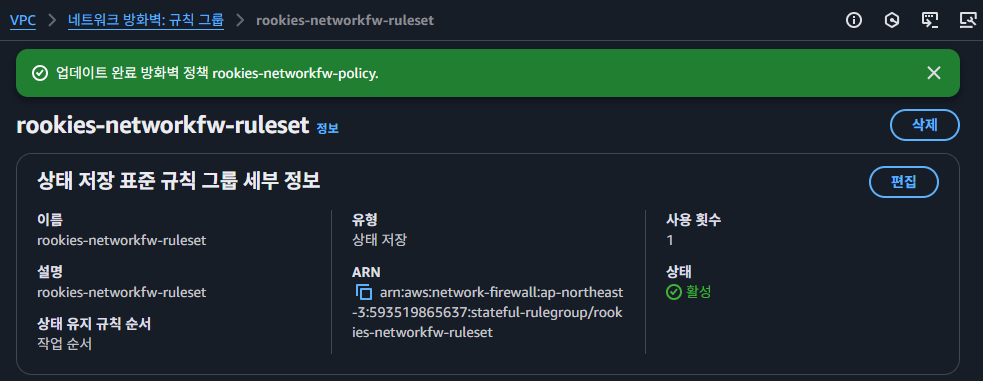 VPC > 네트워크 방화벽: 규칙 그룹 > rookies-networkfw-ruleset
업데이트 완료 방화벽 정책 rookies-networkfw-policy.
rookies-networkfw-ruleset 정보
삭제
상태 저장 표준 규칙 그룹 세부 정보
편집
이름
rookies-networkfw-ruleset
설명
rookies-networkfw-ruleset
상태 유지 규칙 순서
작업 순서
유형
상태 저장
ARN
arn:aws:network-firewall:ap-northeast
-3:593519865637:stateful-rulegroup/rook
ies-networkfw-ruleset
사용 횟수
1
상태
활성